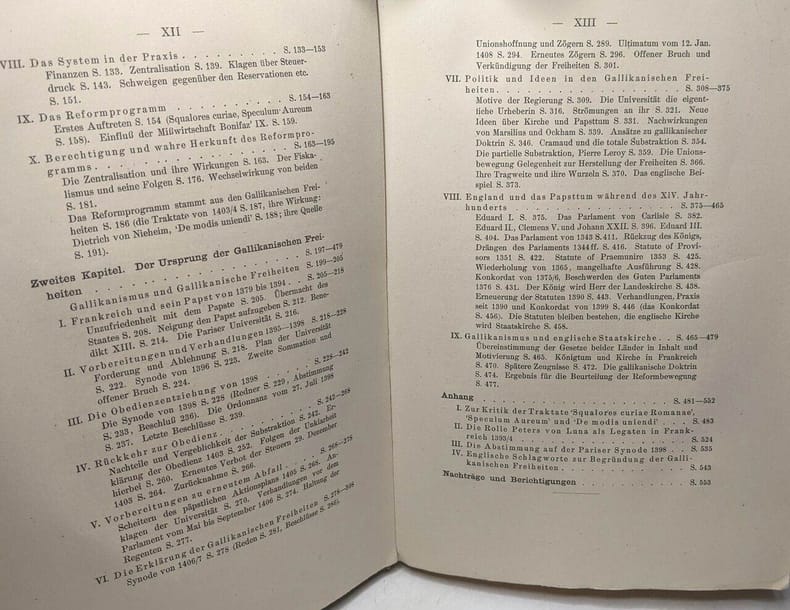 — XII —
VIII. Das System in der Praxis . . . . . . . . . S. 133—153
Finanzen S. 133. Zentralisation S. 139. Klagen über Steuer-
druck S. 143. Schweigen gegenüber den Reservationen etc.
S. 151.
IX. Das Reformprogramm . . . . . . . . . S. 154—163
Erstes Auftreten S. 154 (Squalores curiae, Speculum Aureum
S. 158). Einfluß der Mißwirtschaft Bonifaz' IX. S. 159.
X. Berechtigung und wahre Herkunft des Reformpro-
gramms . . . . . . . . . S. 163—195
Die Zentralisation und ihre Wirkungen S. 163. Der Fiska-
lismus und seine Folgen S. 176. Wechselwirkung von beiden
S. 181.
Das Reformprogramm stammt aus den Gallikanischen Frei-
heiten S. 186 (die Traktate von 1403/4 S. 187, ihre Wirkung:
Dietrich von Nieheim, 'De modis uniendi' S. 188; ihre Quelle
S. 191).
Zweites Kapitel. Der Ursprung der Gallikanischen Frei-
heiten . . . . . . . . . S. 197—479
Gallikanismus und Gallikanische Freiheiten S. 199—205
I. Frankreich und sein Papst von 1379 bis 1394 . . S. 205—218
Unzufriedenheit mit dem Papste S. 205. Übermacht des
Staates S. 208. Neigung den Papst aufzugeben S. 212. Bene-
dikt XIII. S. 214. Die Pariser Universität S. 216.
II. Vorbereitungen und Verhandlungen 1395—1398 S. 218—228
Forderung und Ablehnung S. 218. Plan der Universität
S. 222. Synode von 1396 S. 225. Zweite Sommation und
offener Bruch S. 224.
III. Die Obedienzentziehung von 1398 . . . . . S. 228—242
Die Synode von 1398 S. 228 (Redner S. 229, Abstimmung
S. 233, Beschluß 236). Die Ordonnanz vom 27. Juli 1398
S. 237. Letzte Beschlüsse S. 239.
IV. Rückkehr zur Obedienz . . . . . . . S. 242—268
Nachteile und Vergeblichkeit der Substraktion S. 242. Er-
klärung der Obedienz 1403 S. 252. Folgen der Unklarheit
hierbei S. 260. Erneutes Verbot der Steuern 29. Dezember
1403 S. 264. Zurücknahme S. 266.
V. Vorbereitungen zu erneutem Abfall . . . S. 268—278
Scheitern des päpstlichen Aktionsplans 1405 S. 268. An-
klagen der Universität S. 270. Verhandlungen vor dem
Parlament vom Mai bis September 1406 S. 274. Haltung der
Regenten S. 277.
VI. Die Erklärung der Gallikanischen Freiheiten S. 278—308
Synode von 1406/7 S. 278 (Reden S. 281, Beschlüsse S. 286).
— XIII —
Unionshoffnung und Zögern S. 289. Ultimatum vom 12. Jan.
1408 S. 294. Erneutes Zögern S. 296. Offener Bruch und
Verkündigung der Freiheiten S. 301.
VII. Politik und Ideen in den Gallikanischen Frei-
heiten . . . . . . . . . S. 308—375
Motive der Regierung S. 309. Die Universität die eigent-
liche Urheberin S. 316. Strömungen an ihr S. 321. Neue
Ideen über Kirche und Papsttum S. 331. Nachwirkungen
von Marsilius und Ockham S. 339. Ansätze zu gallikanischer
Doktrin S. 346. Cramaud und die totale Substraktion S. 354.
Die partielle Substraktion, Pierre Leroy S. 359. Die Unions-
bewegung Gelegenheit zur Herstellung der Freiheiten S. 366.
Ihre Tragweite und ihre Wurzeln S. 370. Das englische Bei-
spiel S. 373.
VIII. England und das Papsttum während des XIV. Jahr-
hunderts . . . . . . . . . S. 375—465
Eduard I. S. 375. Das Parlament von Carlisle S. 382.
Eduard II., Clemens V. und Johann XXII. S. 396. Eduard III.
S. 404. Das Parlament von 1343 S. 411. Rückzug des Königs,
Drängen des Parlaments 1344 ff. S. 416. Statute of Provi-
sors 1351 S. 422. Statute of Praemunire 1353 S. 425.
Wiederholung von 1365, mangelhafte Ausführung S. 428.
Konkordat von 1375/6, Beschwerden des Guten Parlaments
1376 S. 431. Der König wird Herr der Landeskirche S. 438.
Erneuerung der Statuten 1390 S. 443. Verhandlungen, Praxis
seit 1390 und Konkordat von 1399 S. 446 (das Konkordat
S. 456). Die Statuten bleiben bestehen, die englische Kirche
wird Staatskirche S. 458.
IX. Gallikanismus und englische Staatskirche . . S. 465—479
Übereinstimmung der Gesetze beider Länder in Inhalt und
Motivierung S. 465. Königtum und Kirche in Frankreich
S. 470. Spätere Zeugnisse S. 472. Die gallikanische Doktrin
S. 474. Ergebnis für die Beurteilung der Reformbewegung
S. 477.
Anhang . . . . . . . . . S. 481—552
I. Zur Kritik der Traktate 'Squalores curiae Romanae',
'Speculum Aureum' und 'De modis uniendi' . . S. 483
II. Die Rolle Peters von Luna als Legaten in Frank-
reich 1393/4 . . . . . . . . . S. 524
III. Die Abstimmung auf der Pariser Synode 1398 . . S. 535
IV. Englische Schlagworte zur Begründung der Galli-
kanischen Freiheiten . . . . . . . . . S. 543
Nachträge und Berichtigungen . . . . . . . S. 553